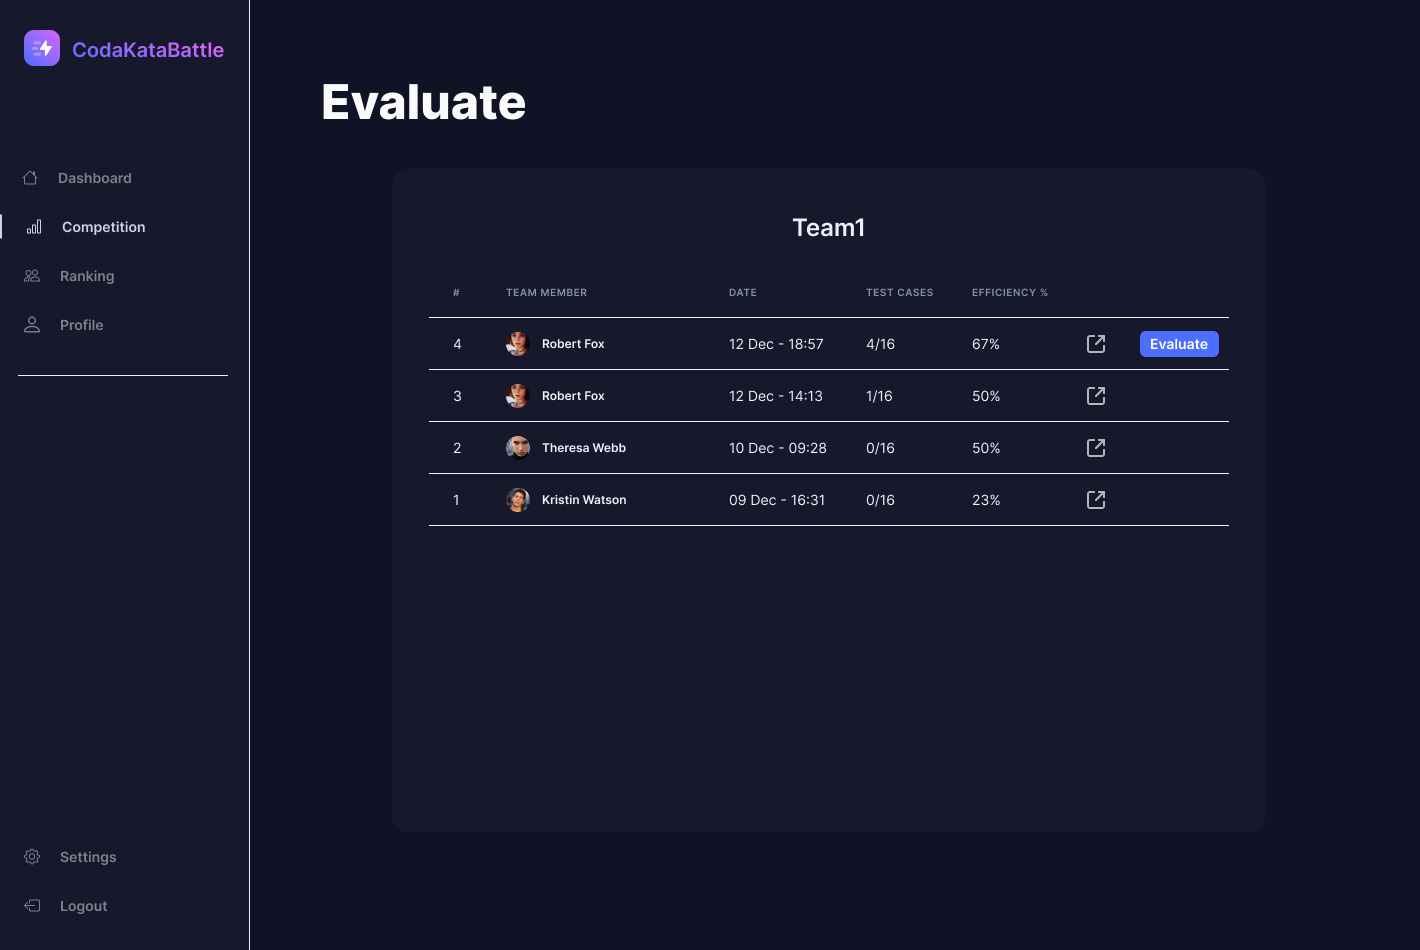 CodaKataBattle
Dashboard
Competition
Ranking
Profile
Settings
Logout
Evaluate
Team1
# TEAM MEMBER DATE TEST CASES EFFICIENCY %
4 Robert Fox 12 Dec - 18:57 4/16 67% Evaluate
3 Robert Fox 12 Dec - 14:13 1/16 50%
2 Theresa Webb 10 Dec - 09:28 0/16 50%
1 Kristin Watson 09 Dec - 16:31 0/16 23%